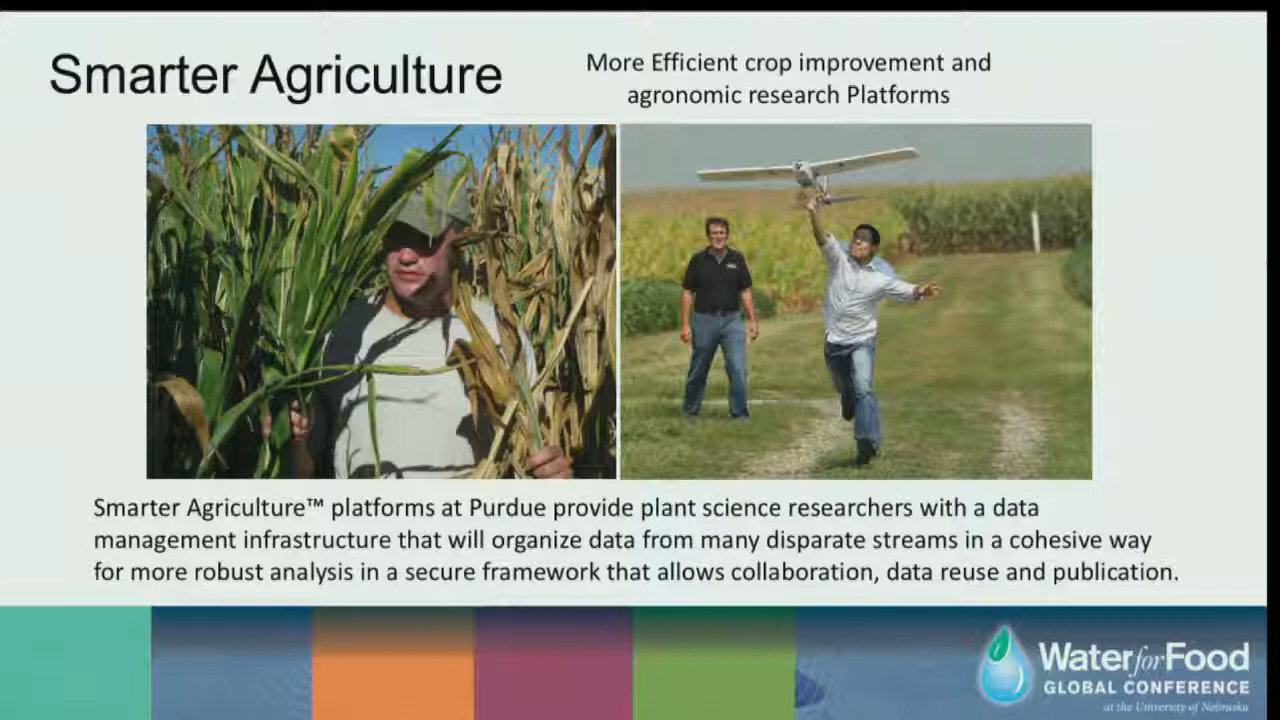 Smarter Agriculture
More Efficient crop improvement and
agronomic research Platforms
Smarter Agriculture™ platforms at Purdue provide plant science researchers with a data
management infrastructure that will organize data from many disparate streams in a cohesive way
for more robust analysis in a secure framework that allows collaboration, data reuse and publication.
Water for Food
GLOBAL CONFERENCE
at the University of Nebraska